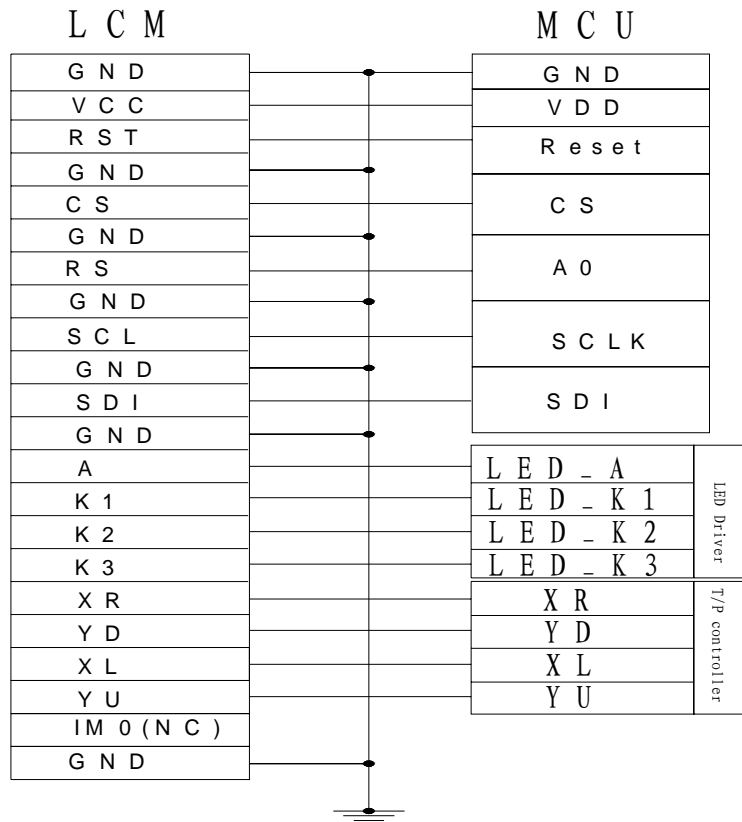 LCM
GND
VCC
RST
GND
CS
GND
RS
GND
SCL
GND
SDI
GND
A
K1
K2
K3
XR
YD
XL
YU
IM0(NC)
GND
MCU
GND
VDD
Reset
CS
A0
SCLK
SDI
LED_A
LED_K1
LED_K2
LED_K3
LED Driver
XR
YD
XL
YU
T/P controller